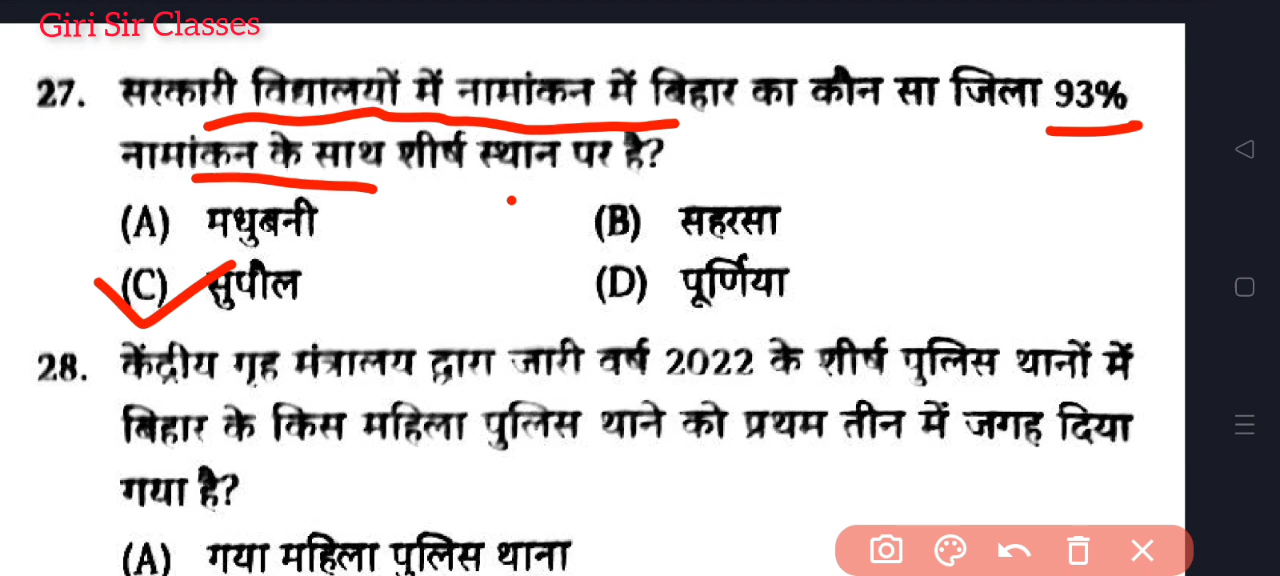 Giri Sir Classes
27. सरकारी विद्यालयों में नामांकन में बिहार का कौन सा जिला 93%
नामांकन के साथ शीर्ष स्थान पर है?
(A) मधुबनी (B) सहरसा
(C) सुपौल (D) पूर्णिया
28. केंद्रीय गृह मंत्रालय द्वारा जारी वर्ष 2022 के शीर्ष पुलिस थानों में
बिहार के किस महिला पुलिस थाने को प्रथम तीन में जगह दिया
गया है?
(A) गया महिला पुलिस थाना